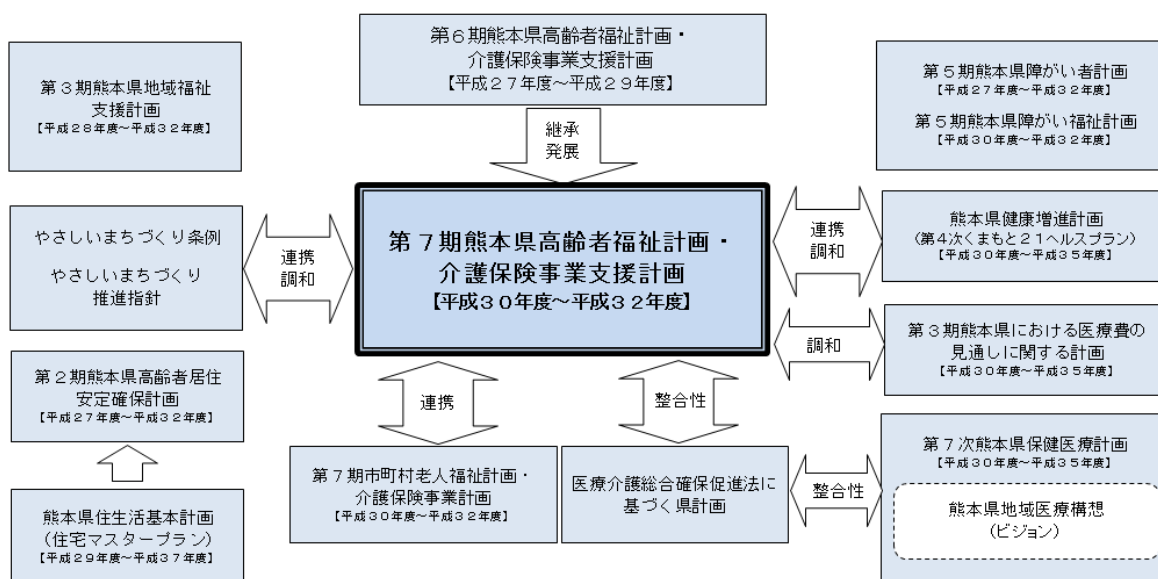 第6期熊本県高齢者福祉計画・
介護保険事業支援計画
【平成27年度~平成29年度】
第3期熊本県地域福祉
支援計画
【平成28年度~平成32年度】
第5期熊本県障がい者計画
【平成27年度~平成32年度】
第5期熊本県障がい福祉計画
【平成30年度~平成32年度】
継承
発展
やさしいまちづくり条例
やさしいまちづくり
推進指針
連携
調和
第7期熊本県高齢者福祉計画・
介護保険事業支援計画
【平成30年度~平成32年度】
連携
調和
熊本県健康増進計画
(第4次くまもと21ヘルスプラン)
【平成30年度~平成35年度】
調和
第3期熊本県における医療費の
見通しに関する計画
【平成30年度~平成35年度】
第2期熊本県高齢者居住
安定確保計画
【平成27年度~平成32年度】
連携
整合性
熊本県住生活基本計画
(住宅マスタープラン)
【平成29年度~平成37年度】
第7期市町村老人福祉計画・
介護保険事業計画
【平成30年度~平成32年度】
医療介護総合確保促進法に
基づく県計画
整合性
第7次熊本県保健医療計画
【平成30年度~平成35年度】
熊本県地域医療構想
(ビジョン)